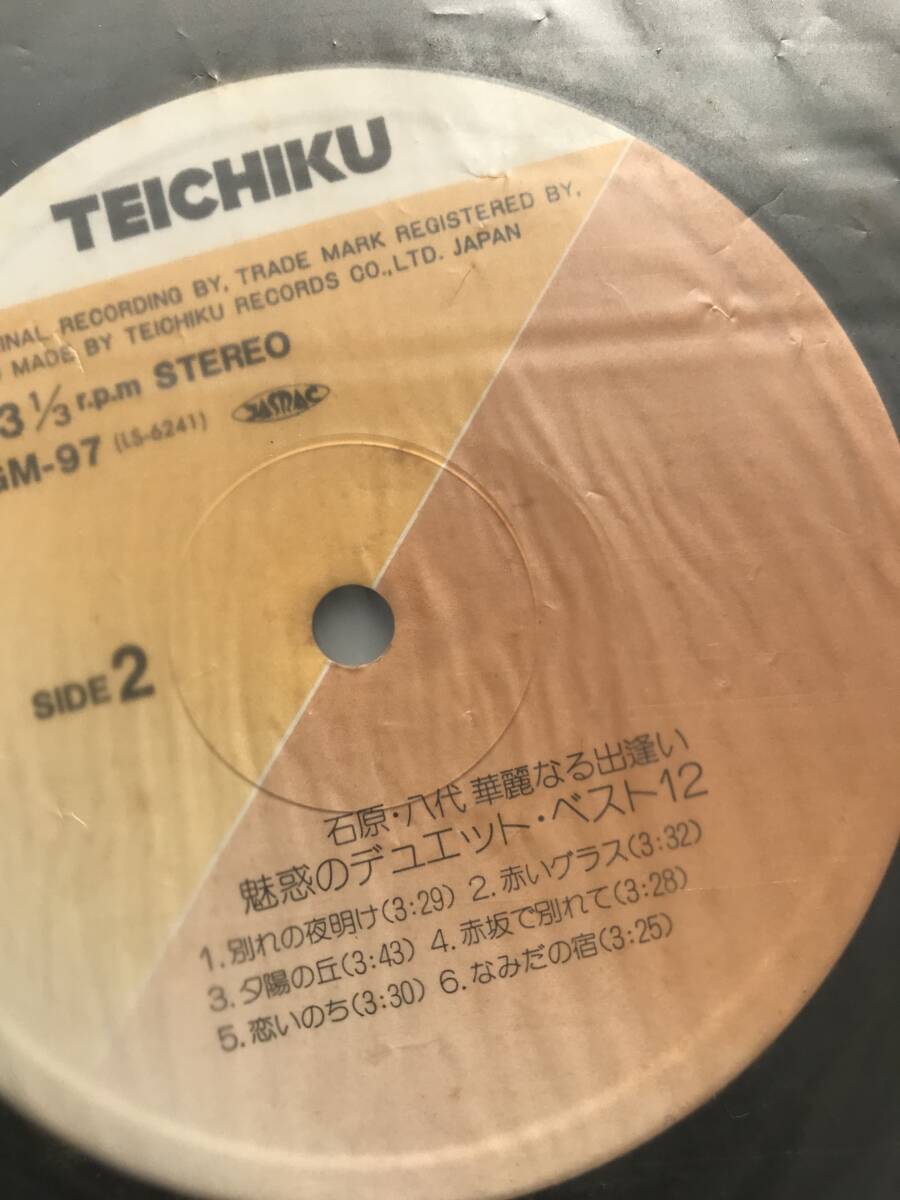 TEICHIKU
INAL RECORDING BY, TRADE MARK REGISTERED BY,
MADE BY TEICHIKU RECORDS CO.,LTD. JAPAN
3 1/3 r.p.m STEREO
GM-97 (LS-6241) JASRAC
SIDE 2
石原・八代 華麗なる出逢い
魅惑のデュエット・ベスト12
1. 別れの夜明け(3:29) 2. 赤いグラス(3:32)
3. 夕陽の丘(3:43) 4. 赤坂で別れて(3:28)
5. 恋いのち(3:30) 6. なみだの宿(3:25)